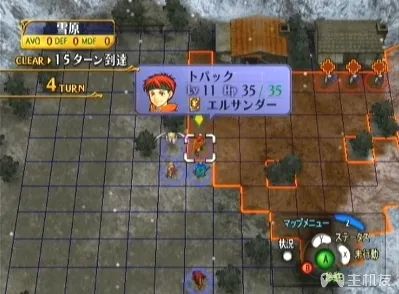 雪原
AVO 0 DEF 0 MDF 0
CLEAR▶15ターン到達
4 TURN
トパック
Lv 11 Hp 35 / 35
エルサンダー
マップメニュー
ステータス
状況
A
X
未行動
主机友